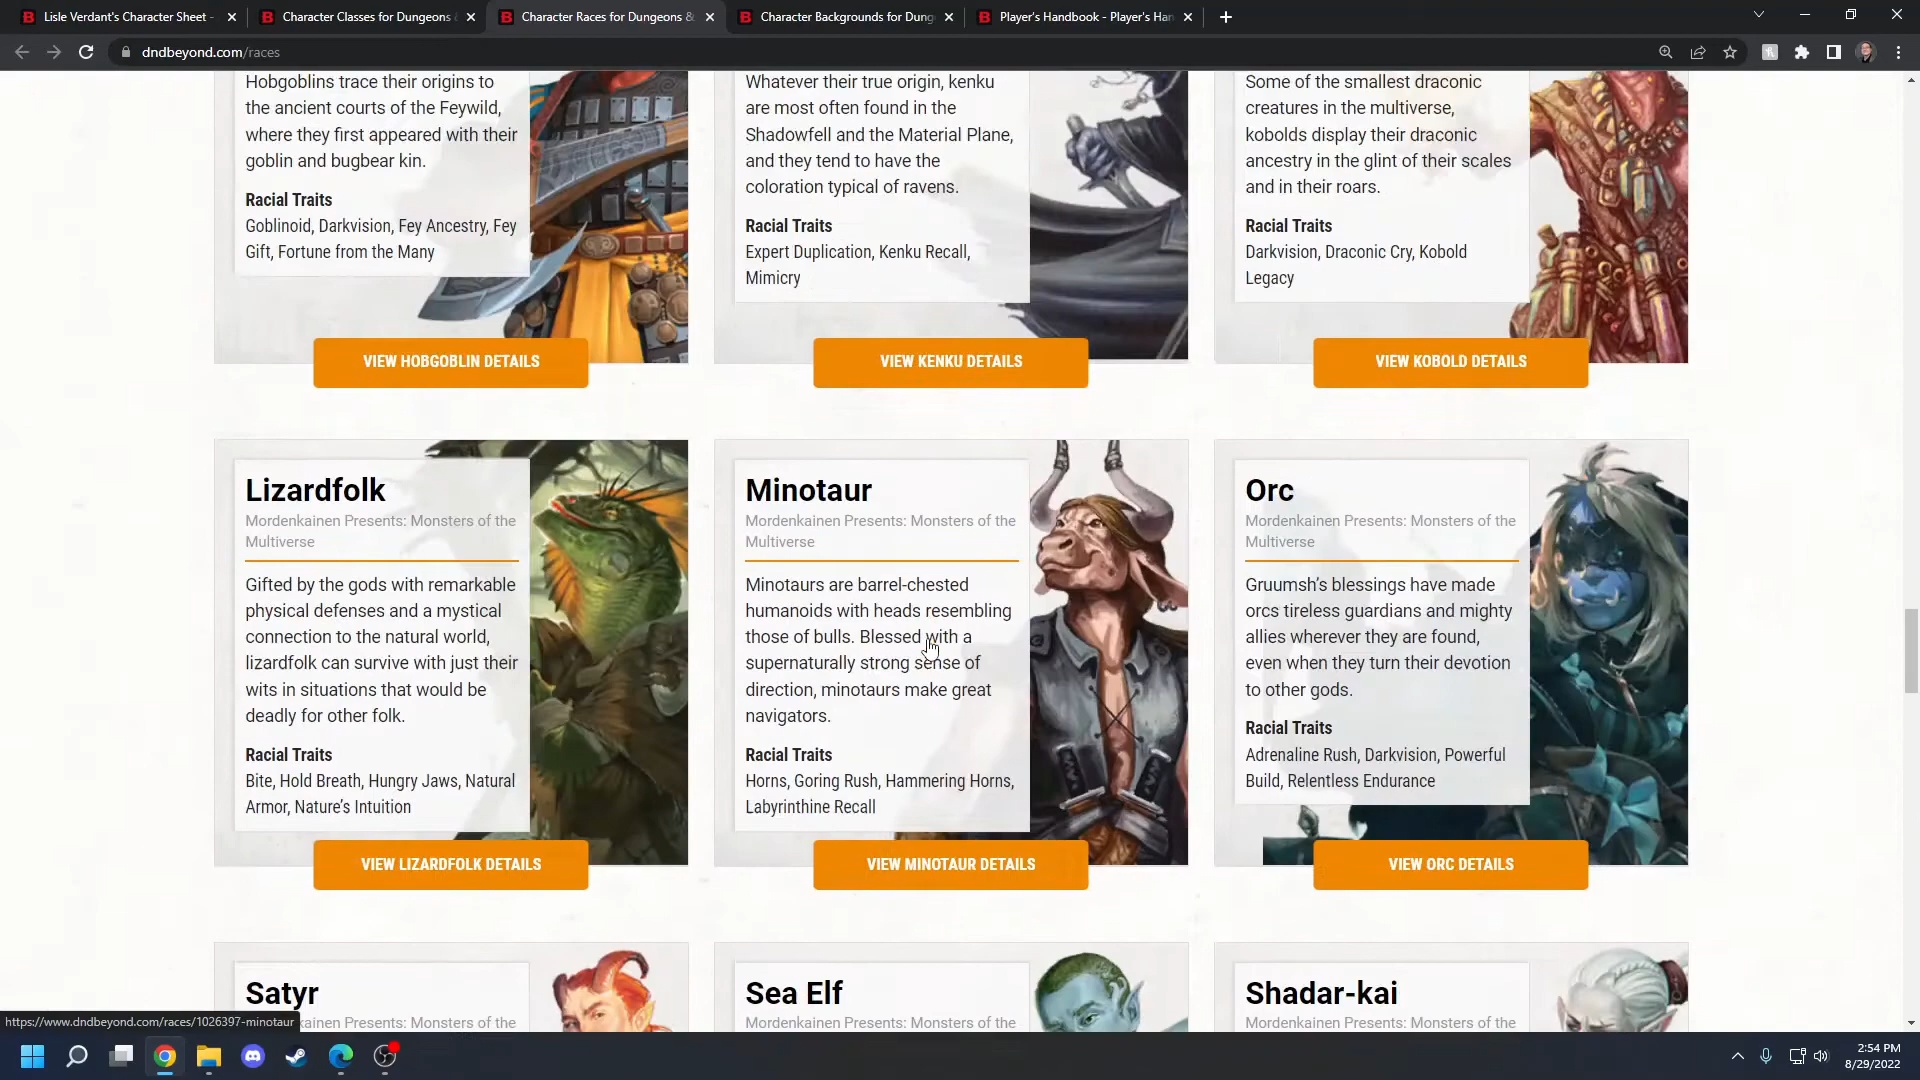 Lisle Verdant's Character Sheet -
Character Classes for Dungeons &
Character Races for Dungeons &
Character Backgrounds for Dung
Player's Handbook - Player's Han
dndbeyond.com/races
Hobgoblins trace their origins to
the ancient courts of the Feywild,
where they first appeared with their
goblin and bugbear kin.
Racial Traits
Goblinoid, Darkvision, Fey Ancestry, Fey
Gift, Fortune from the Many
VIEW HOBGOBLIN DETAILS
Whatever their true origin, kenku
are most often found in the
Shadowfell and the Material Plane,
and they tend to have the
coloration typical of ravens.
Racial Traits
Expert Duplication, Kenku Recall,
Mimicry
VIEW KENKU DETAILS
Some of the smallest draconic
creatures in the multiverse,
kobolds display their draconic
ancestry in the glint of their scales
and in their roars.
Racial Traits
Darkvision, Draconic Cry, Kobold
Legacy
VIEW KOBOLD DETAILS
Lizardfolk
Mordenkainen Presents: Monsters of the
Multiverse
Gifted by the gods with remarkable
physical defenses and a mystical
connection to the natural world,
lizardfolk can survive with just their
wits in situations that would be
deadly for other folk.
Racial Traits
Bite, Hold Breath, Hungry Jaws, Natural
Armor, Nature's Intuition
VIEW LIZARDFOLK DETAILS
Minotaur
Mordenkainen Presents: Monsters of the
Multiverse
Minotaurs are barrel-chested
humanoids with heads resembling
those of bulls. Blessed with a
supernaturally strong sense of
direction, minotaurs make great
navigators.
Racial Traits
Horns, Goring Rush, Hammering Horns,
Labyrinthine Recall
VIEW MINOTAUR DETAILS
Orc
Mordenkainen Presents: Monsters of the
Multiverse
Gruumsh's blessings have made
orcs tireless guardians and mighty
allies wherever they are found,
even when they turn their devotion
to other gods.
Racial Traits
Adrenaline Rush, Darkvision, Powerful
Build, Relentless Endurance
VIEW ORC DETAILS
Satyr
kainen Presents: Monsters of the
Sea Elf
Mordenkainen Presents: Monsters of the
Shadar-kai
Mordenkainen Presents: Monsters of the
https://www.dndbeyond.com/races/1026397-minotaur
2:54 PM
8/29/2022